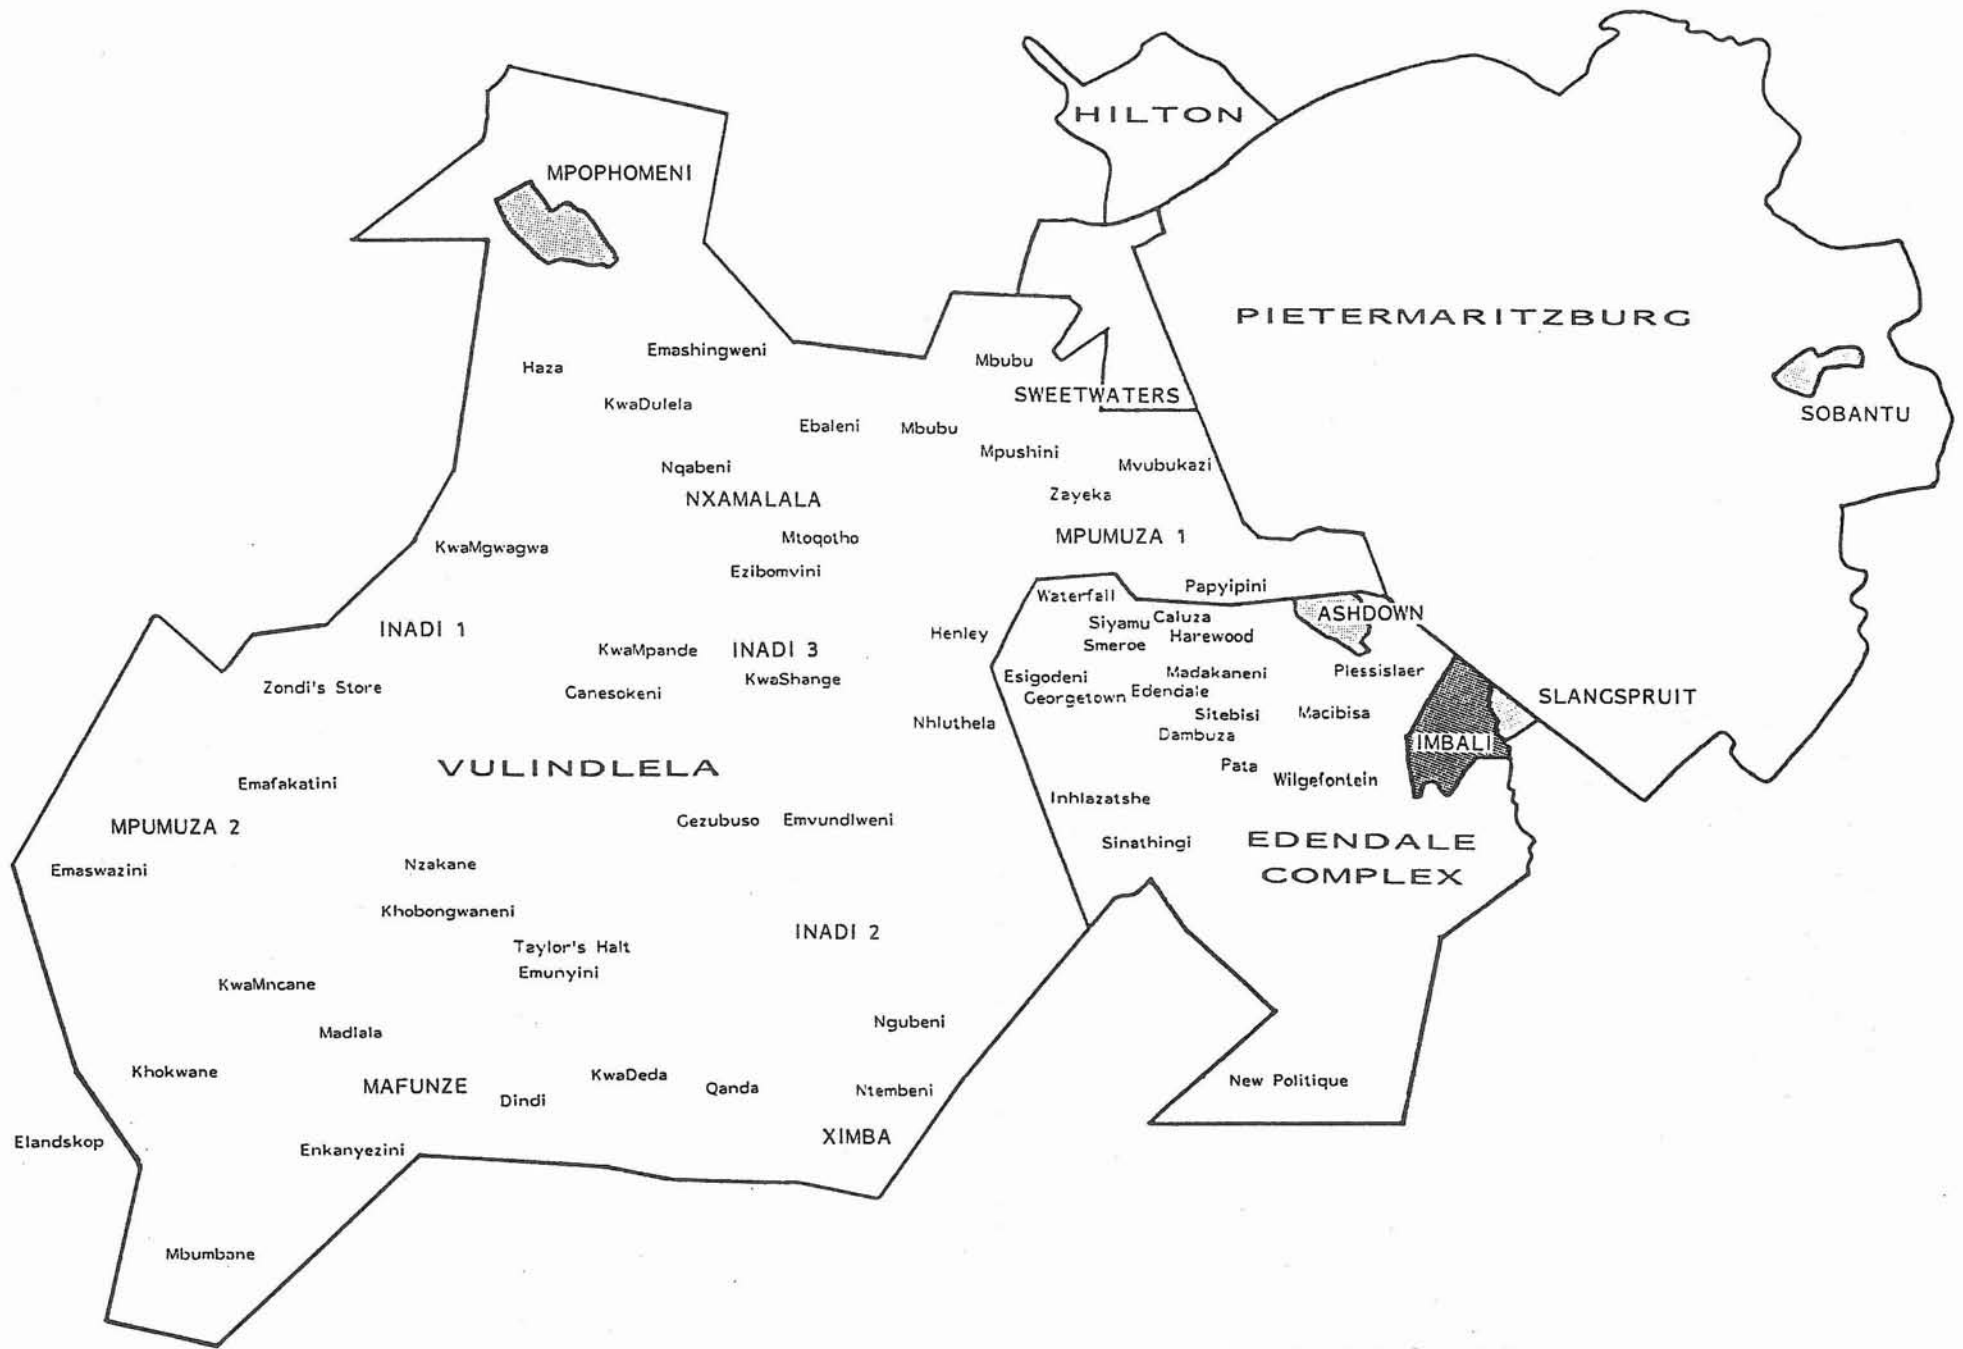 HILTON
MPOPHOMENI
PIETERMARITZBURG
Emashingweni
Haza
Mbubu
SWEETWATERS
KwaDulela
SOBANTU
Ebaleni
Mbubu
Mpushini
Nqabeni
Mvubukazi
NXAMALALA
Zayeka
Mtoqotho
MPUMUZA 1
KwaMgwagwa
Ezibomvini
Papyipini
Waterfall
ASHDOWN
Caluza
Siyamu
INADI 1
Henley
Harewood
Smeroe
KwaMpande
INADI 3
Plessislaer
Madakaneni
Esigodeni
KwaShange
Zondi's Store
Canesokeni
Edendale
Georgetown
SLANGSPRUIT
Sitebisi
Macibisa
Nhluthela
Dambuza
IMBALI
VULINDLELA
Pata
Wilgefontein
Emafakatini
Inhlazatshe
MPUMUZA 2
Gezubuso
Emvundlweni
Sinathingi
EDENDALE
COMPLEX
Emaswazini
Nzakane
Khobongwaneni
INADI 2
Taylor's Halt
Emunyini
KwaMncane
Ngubeni
Madlala
Khokwane
KwaDeda
New Politique
MAFUNZE
Qanda
Ntembeni
Dindi
XIMBA
Elandskop
Enkanyezini
Mbumbane